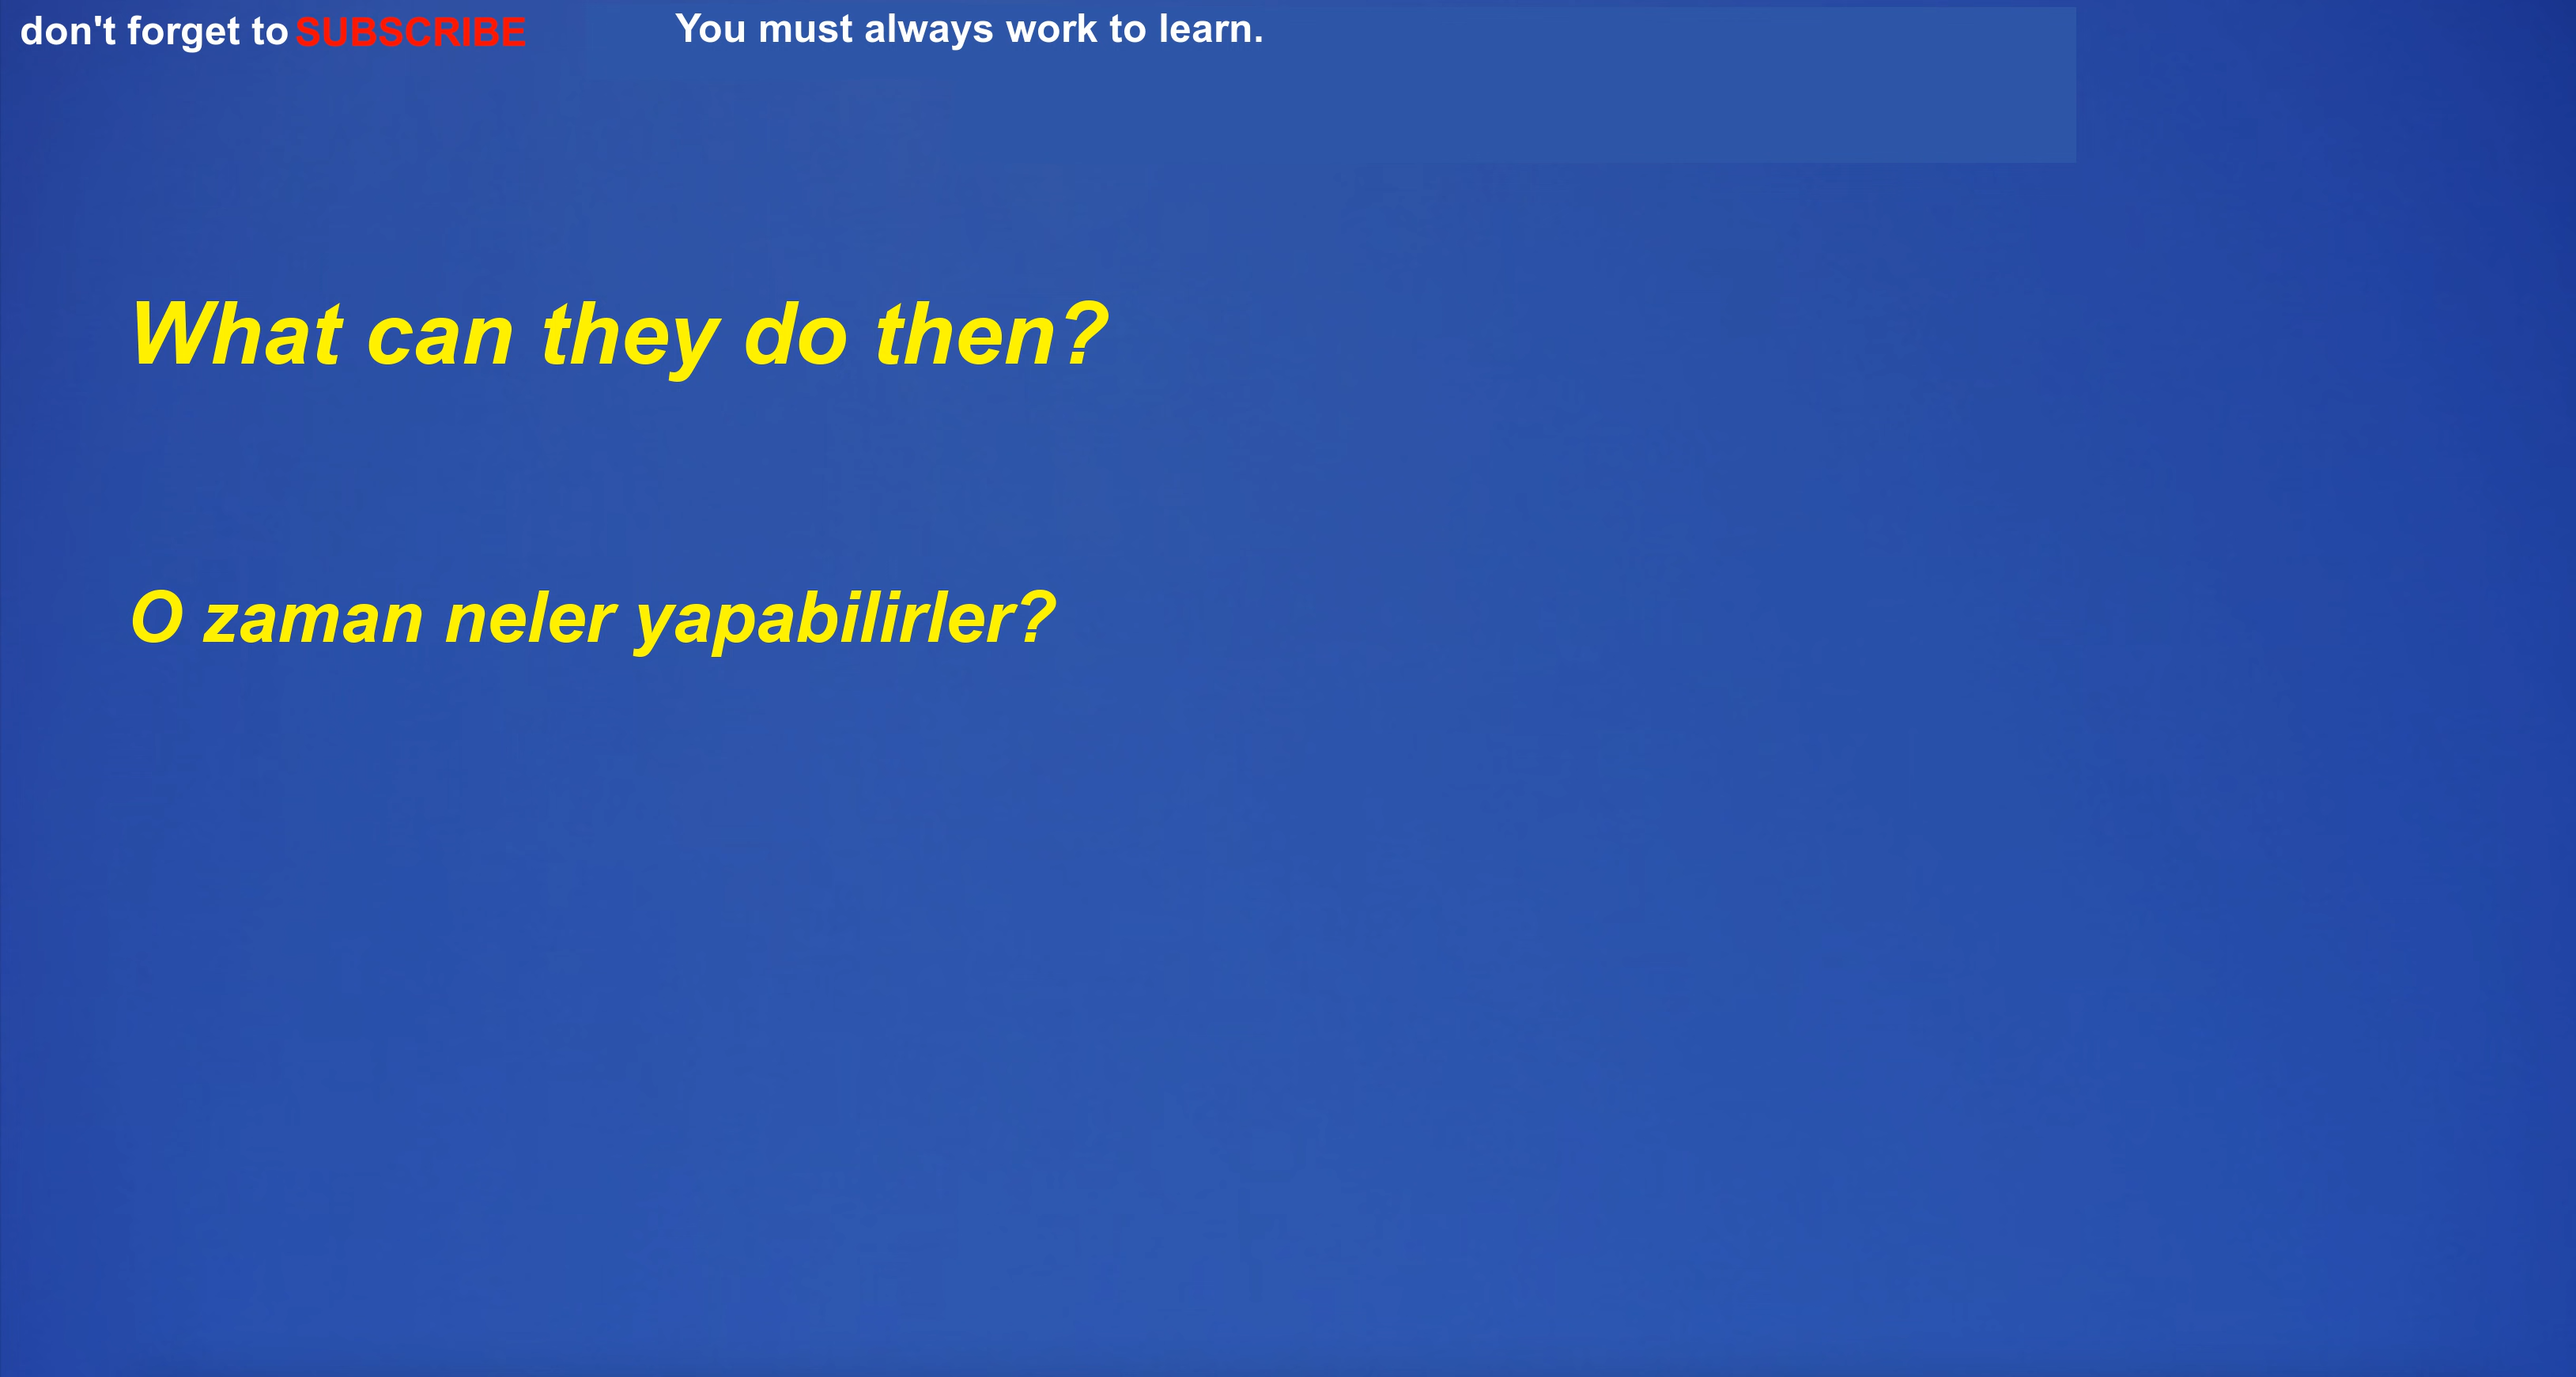 don't forget to SUBSCRIBE
You must always work to learn.
What can they do then?
O zaman neler yapabilirler?